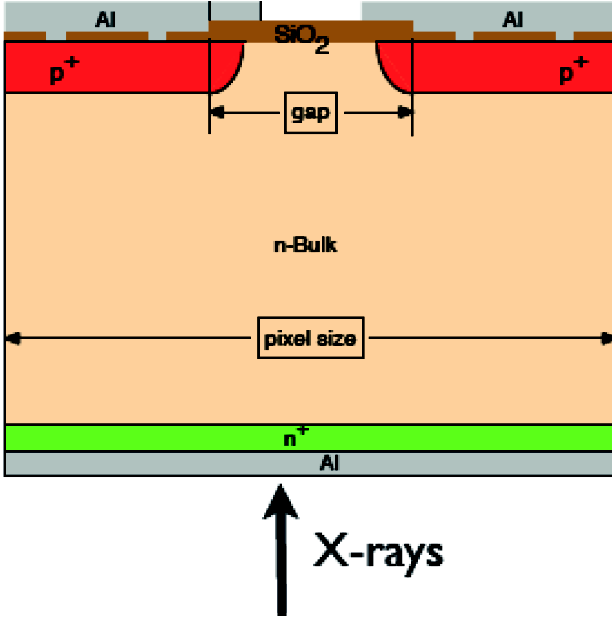 Al Al
SiO2
p+ p+
gap
n-Bulk
pixel size
n+
Al
X-rays